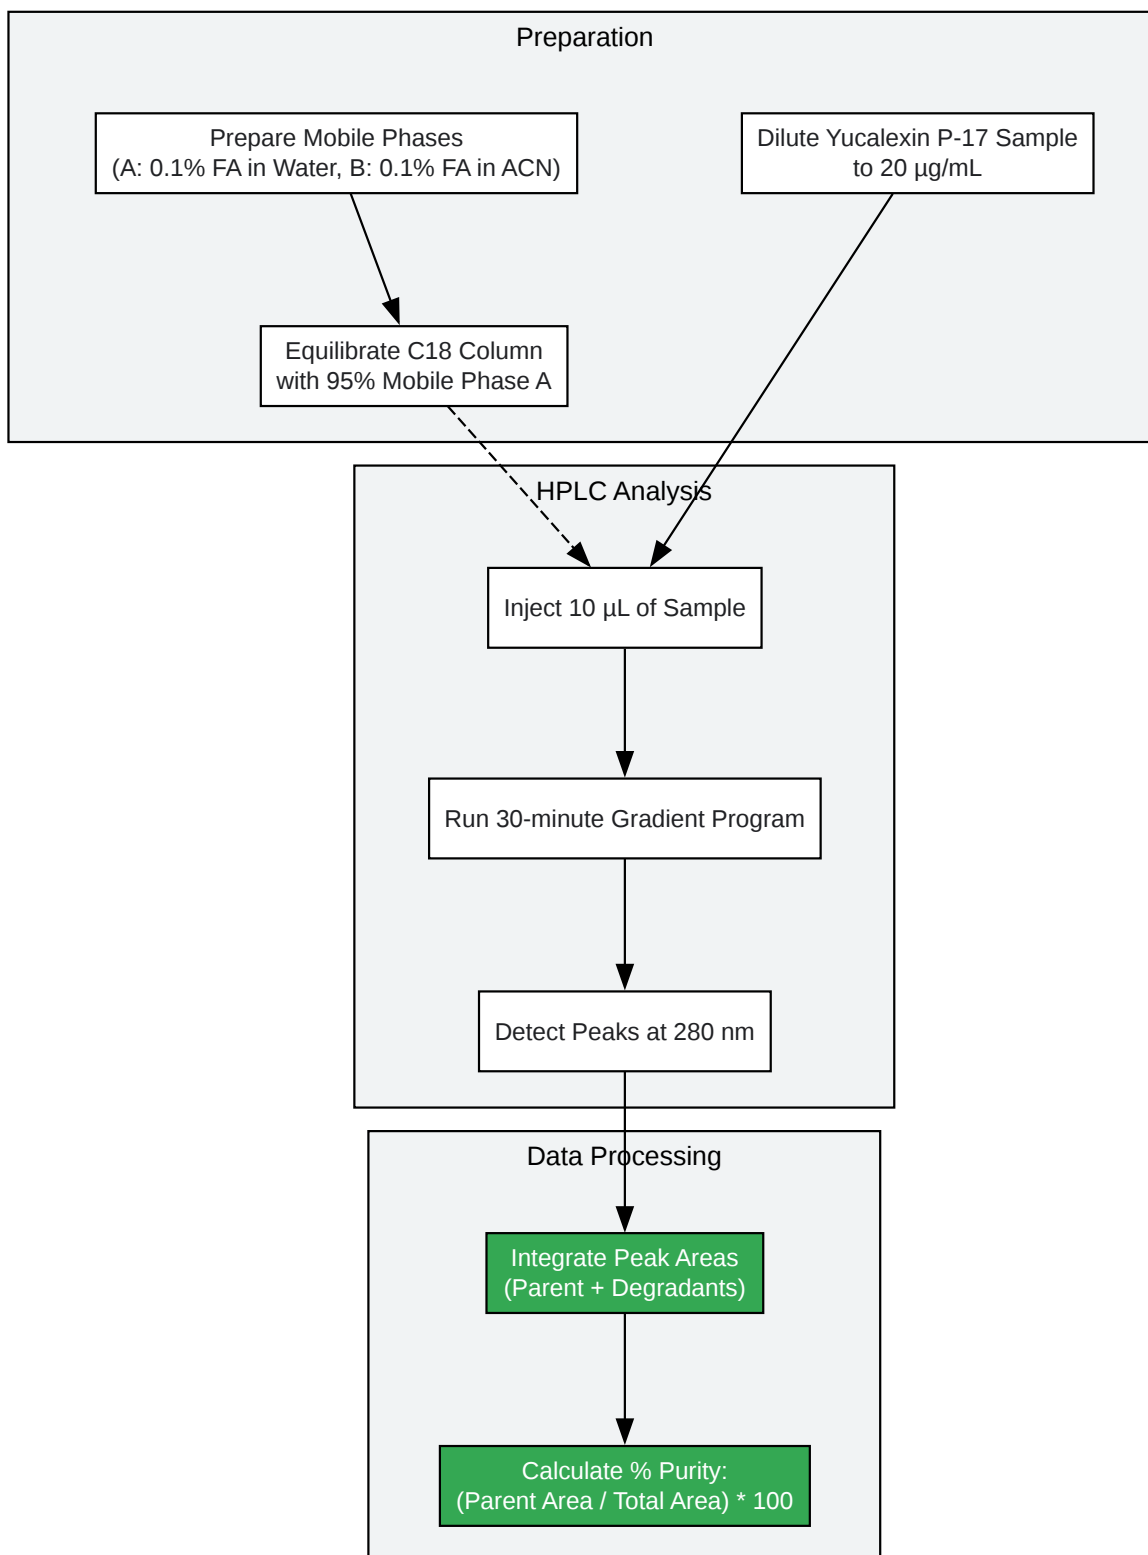 Preparation
Prepare Mobile Phases
(A: 0.1% FA in Water, B: 0.1% FA in ACN)
Dilute Yucalexin P-17 Sample
to 20 µg/mL
Equilibrate C18 Column
with 95% Mobile Phase A
HPLC Analysis
Inject 10 µL of Sample
Run 30-minute Gradient Program
Detect Peaks at 280 nm
Data Processing
Integrate Peak Areas
(Parent + Degradants)
Calculate % Purity:
(Parent Area / Total Area) * 100